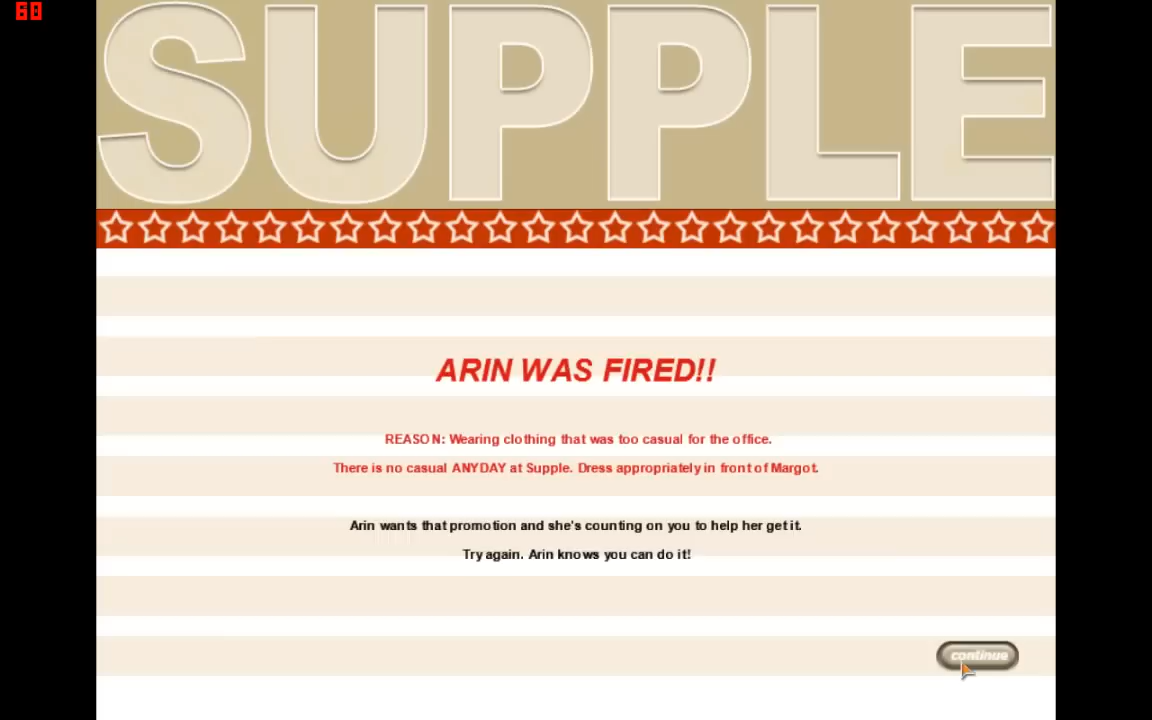 60
SUPPLE
ARIN WAS FIRED!!
REASON: Wearing clothing that was too casual for the office.
There is no casual ANYDAY at Supple. Dress appropriately in front of Margot.
Arin wants that promotion and she's counting on you to help her get it.
Try again. Arin knows you can do it!
continue